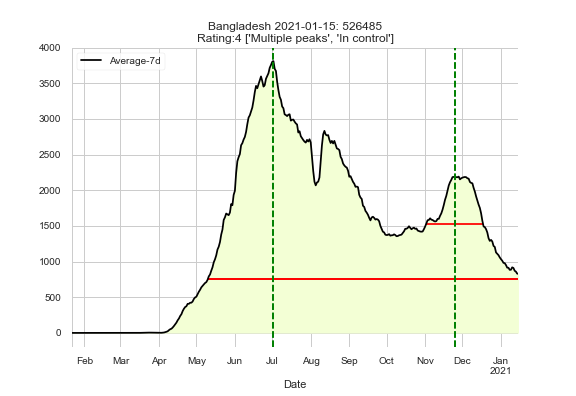 Bangladesh 2021-01-15: 526485
Rating:4 ['Multiple peaks', 'In control']
Average-7d
4000
3500
3000
2500
2000
1500
1000
500
0
Feb Mar Apr May Jun Jul Aug Sep Oct Nov Dec Jan
2021
Date